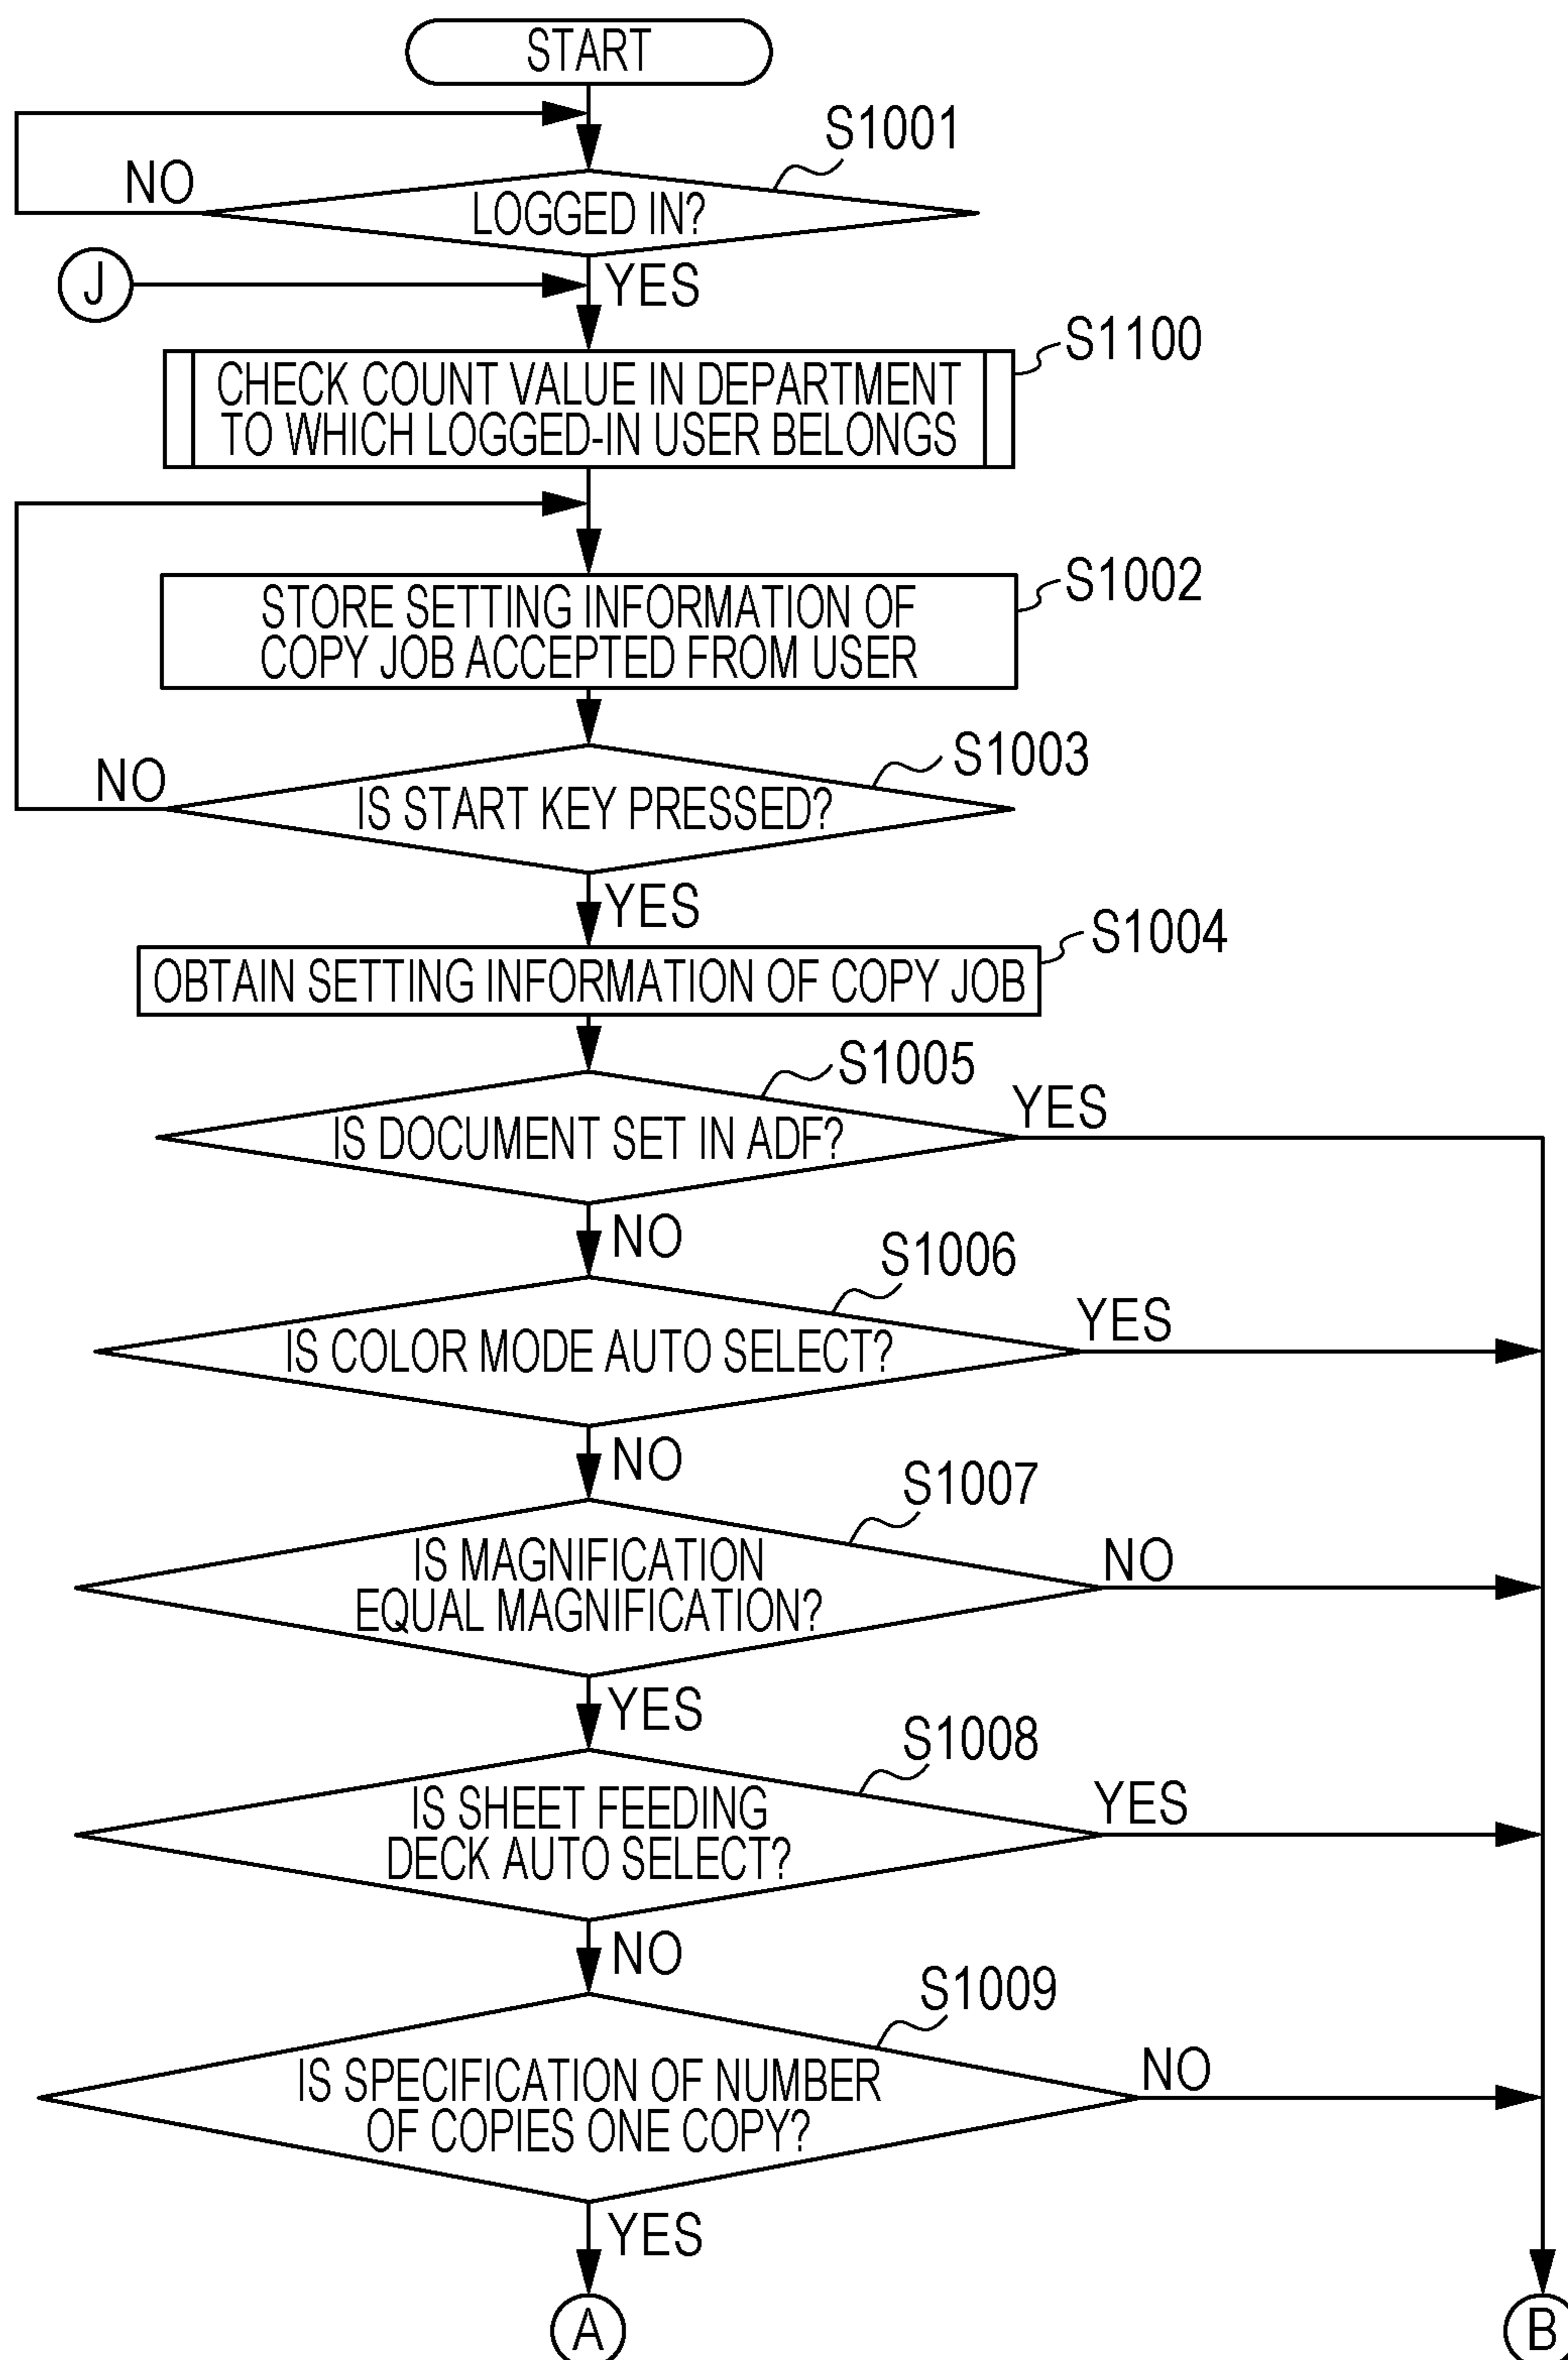 START
S1001
NO
LOGGED IN?
J
YES
S1100
CHECK COUNT VALUE IN DEPARTMENT
TO WHICH LOGGED-IN USER BELONGS
S1002
STORE SETTING INFORMATION OF
COPY JOB ACCEPTED FROM USER
S1003
NO
IS START KEY PRESSED?
YES
S1004
OBTAIN SETTING INFORMATION OF COPY JOB
S1005
YES
IS DOCUMENT SET IN ADF?
NO
S1006
YES
IS COLOR MODE AUTO SELECT?
NO
S1007
NO
IS MAGNIFICATION
EQUAL MAGNIFICATION?
YES
S1008
YES
IS SHEET FEEDING
DECK AUTO SELECT?
NO
S1009
NO
IS SPECIFICATION OF NUMBER
OF COPIES ONE COPY?
YES
A
B